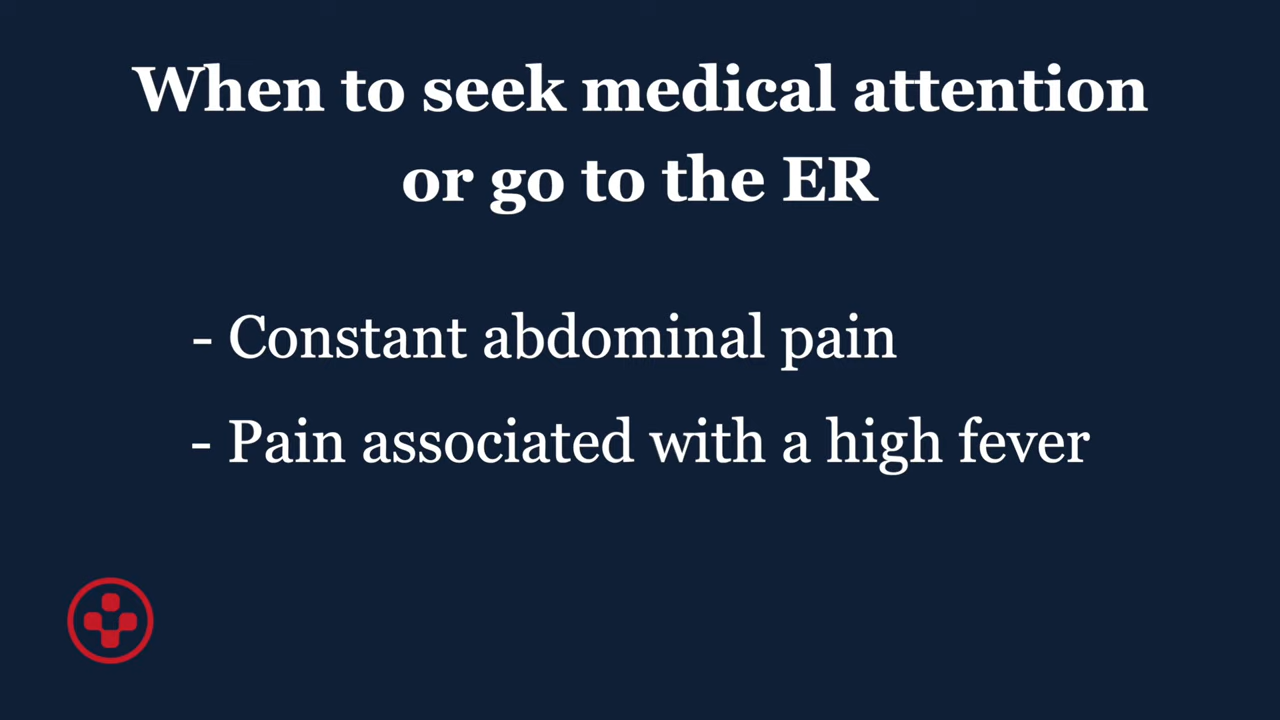 When to seek medical attention
or go to the ER
- Constant abdominal pain
- Pain associated with a high fever